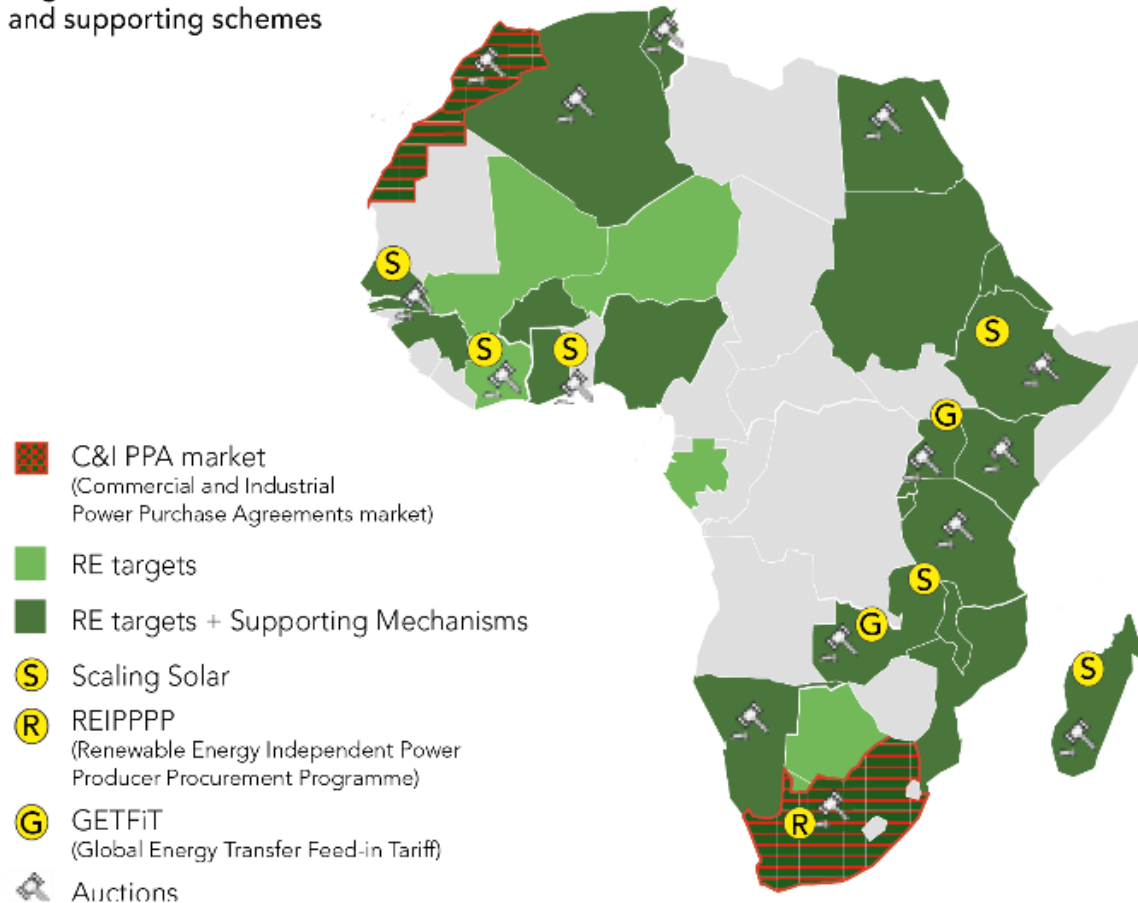 and supporting schemes
S
S
S
S
G
C&I PPA market
(Commercial and Industrial
Power Purchase Agreements market)
RE targets
S
RE targets + Supporting Mechanisms
G
S
Scaling Solar
S
R
REIPPPP
(Renewable Energy Independent Power
Producer Procurement Programme)
R
G
GETFiT
(Global Energy Transfer Feed-in Tariff)
Auctions